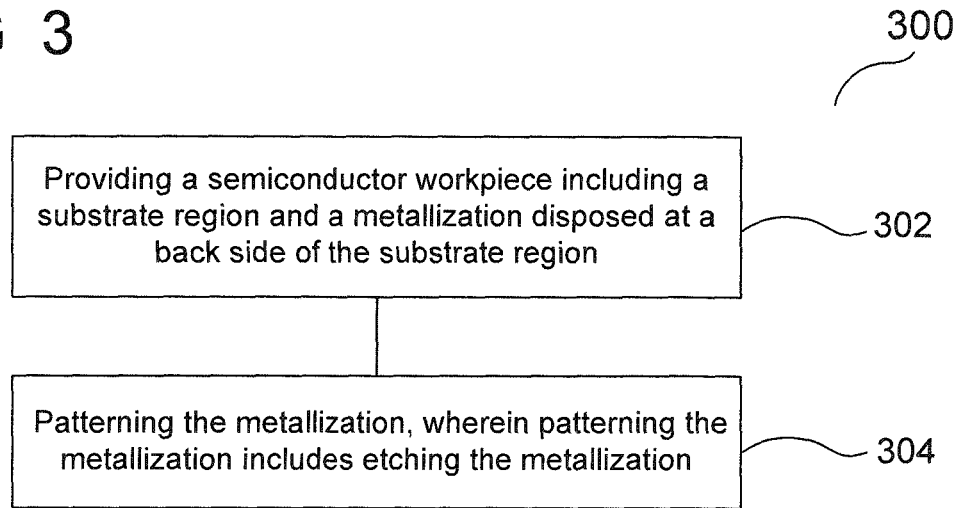 3
300
Providing a semiconductor workpiece including a
substrate region and a metallization disposed at a
back side of the substrate region
302
Patterning the metallization, wherein patterning the
metallization includes etching the metallization
304